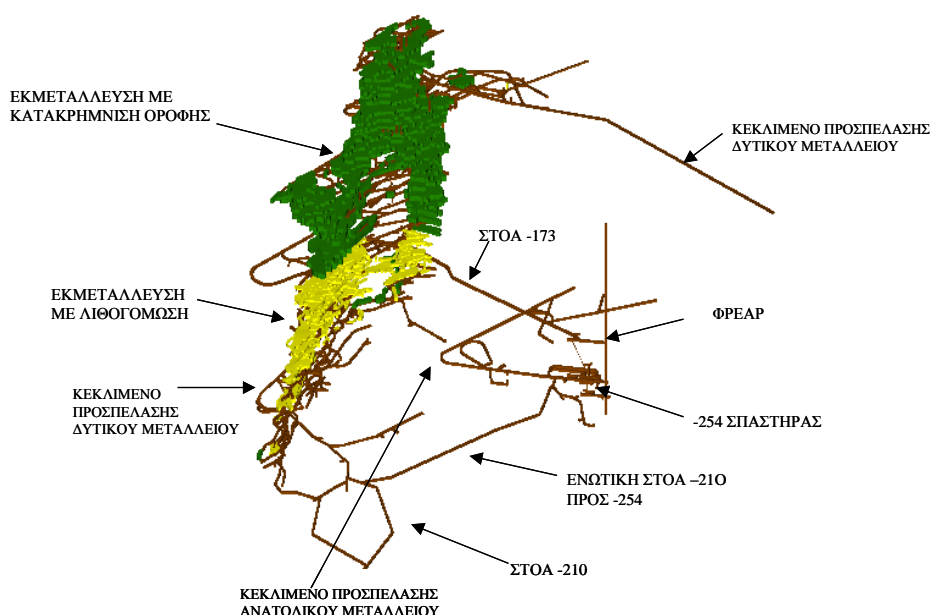 ΕΚΜΕΤΑΛΛΕΥΣΗ ΜΕ
ΚΑΤΑΚΡΗΜΝΙΣΗ ΟΡΟΦΗΣ
ΚΕΚΛΙΜΕΝΟ ΠΡΟΣΠΕΛΑΣΗΣ
ΔΥΤΙΚΟΥ ΜΕΤΑΛΛΕΙΟΥ
ΣΤΟΑ -173
ΕΚΜΕΤΑΛΛΕΥΣΗ
ΜΕ ΛΙΘΟΓΟΜΩΣΗ
ΦΡΕΑΡ
ΚΕΚΛΙΜΕΝΟ
ΠΡΟΣΠΕΛΑΣΗΣ
ΔΥΤΙΚΟΥ ΜΕΤΑΛΛΕΙΟΥ
-254 ΣΠΑΣΤΗΡΑΣ
ΕΝΩΤΙΚΗ ΣΤΟΑ –21Ο
ΠΡΟΣ -254
ΣΤΟΑ -210
ΚΕΚΛΙΜΕΝΟ ΠΡΟΣΠΕΛΑΣΗΣ
ΑΝΑΤΟΛΙΚΟΥ ΜΕΤΑΛΛΕΙΟΥ